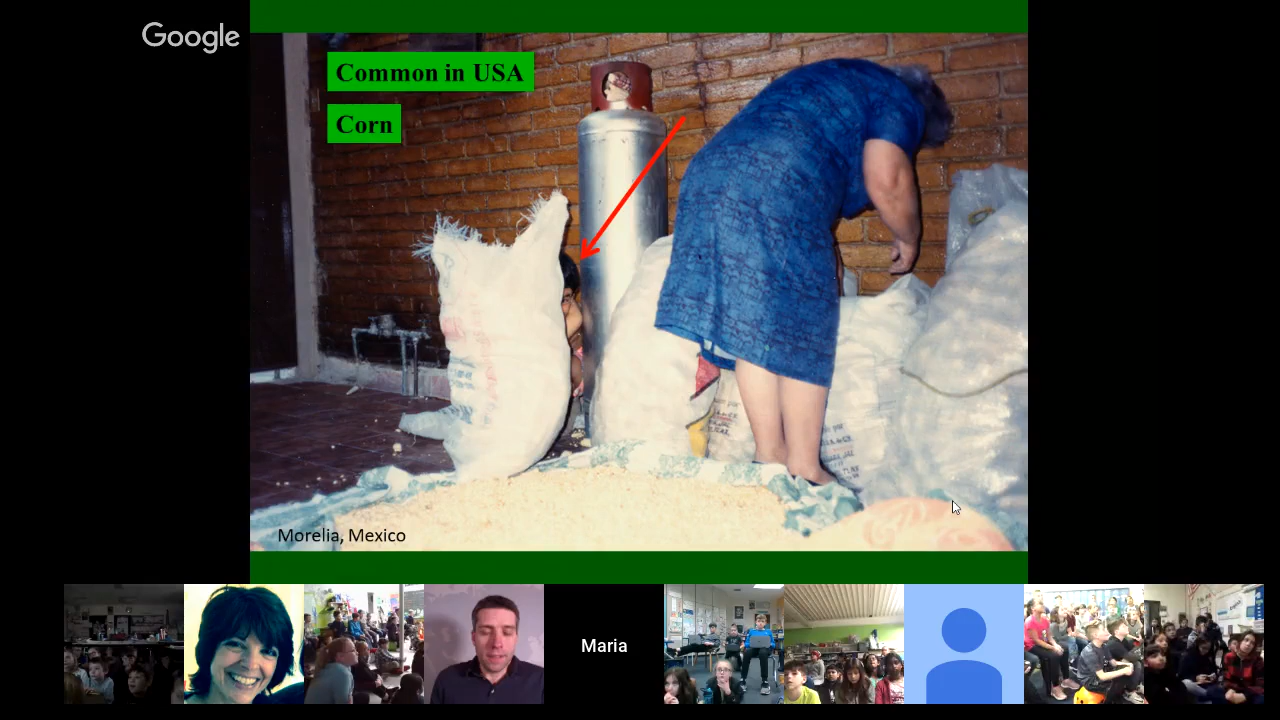 Google
Common in USA
Corn
Morelia, Mexico
Maria